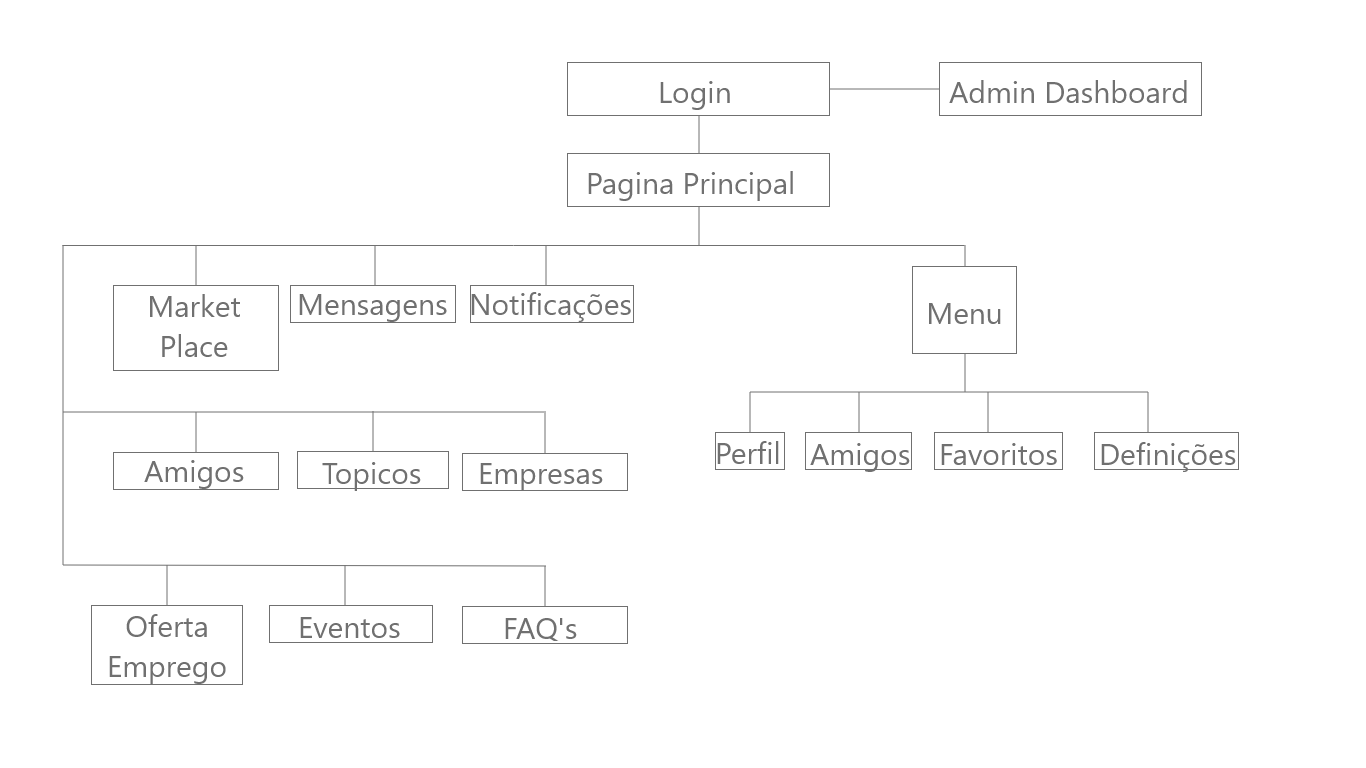 Login
Admin Dashboard
Pagina Principal
Market
Place
Mensagens
Notificações
Menu
Perfil
Amigos
Favoritos
Definições
Amigos
Topicos
Empresas
Oferta
Emprego
Eventos
FAQ's